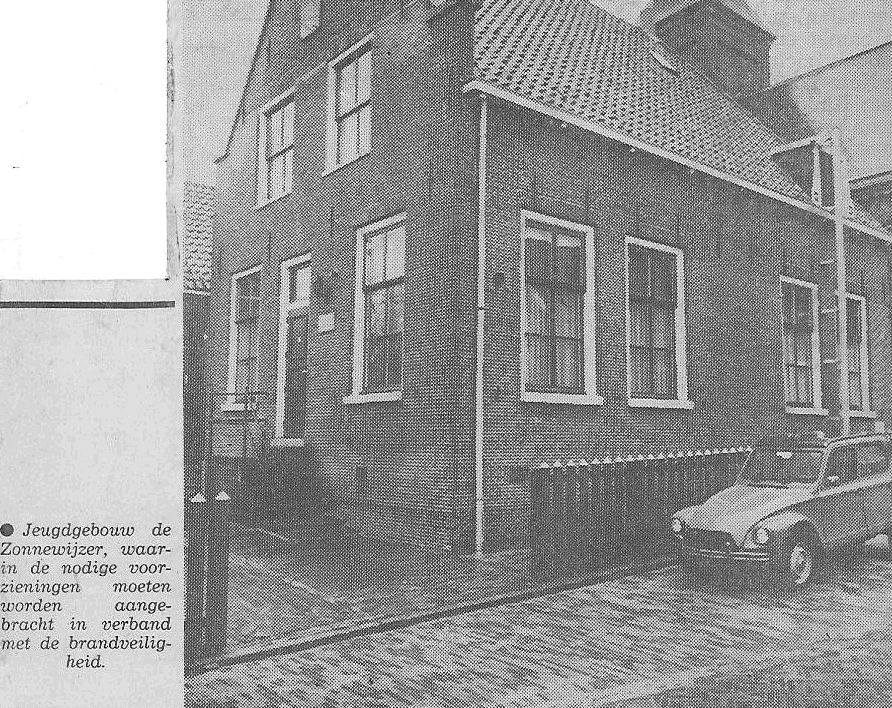 ● Jeugdgebouw de
Zonnewijzer, waar-
in de nodige voor-
zieningen moeten
worden aange-
bracht in verband
met de brandveilig-
heid.